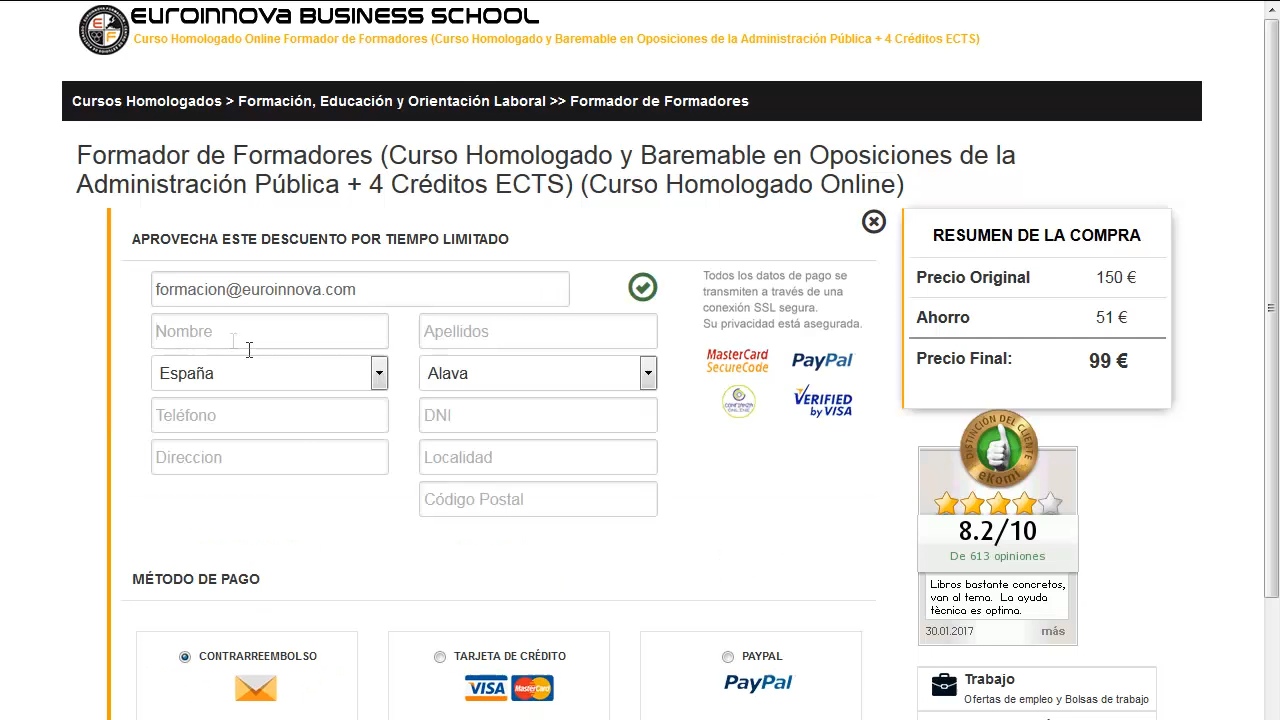 EUROINNOVA BUSINESS SCHOOL
Curso Homologado Online Formador de Formadores (Curso Homologado y Baremable en Oposiciones de la Administración Pública + 4 Créditos ECTS)
Cursos Homologados > Formación, Educación y Orientación Laboral >> Formador de Formadores
Formador de Formadores (Curso Homologado y Baremable en Oposiciones de la
Administración Pública + 4 Créditos ECTS) (Curso Homologado Online)
APROVECHA ESTE DESCUENTO POR TIEMPO LIMITADO
formacion@euroinnova.com
Nombre
Apellidos
España
Alava
Teléfono
DNI
Direccion
Localidad
Código Postal
Todos los datos de pago se
transmiten a través de una
conexión SSL segura.
Su privacidad está asegurada.
MasterCard
SecureCode
PayPal
CONFIANZA
ONLINE
VERIFIED
by VISA
RESUMEN DE LA COMPRA
Precio Original 150 €
Ahorro 51 €
Precio Final: 99 €
DISTINCIÓN DEL CLIENTE
eKomi
8.2/10
De 613 opiniones
Libros bastante concretos,
van al tema. La ayuda
tècnica es optima.
30.01.2017 más
Trabajo
Ofertas de empleo y Bolsas de trabajo
MÉTODO DE PAGO
CONTRARREEMBOLSO
TARJETA DE CRÉDITO
VISA
MasterCard
PAYPAL
PayPal